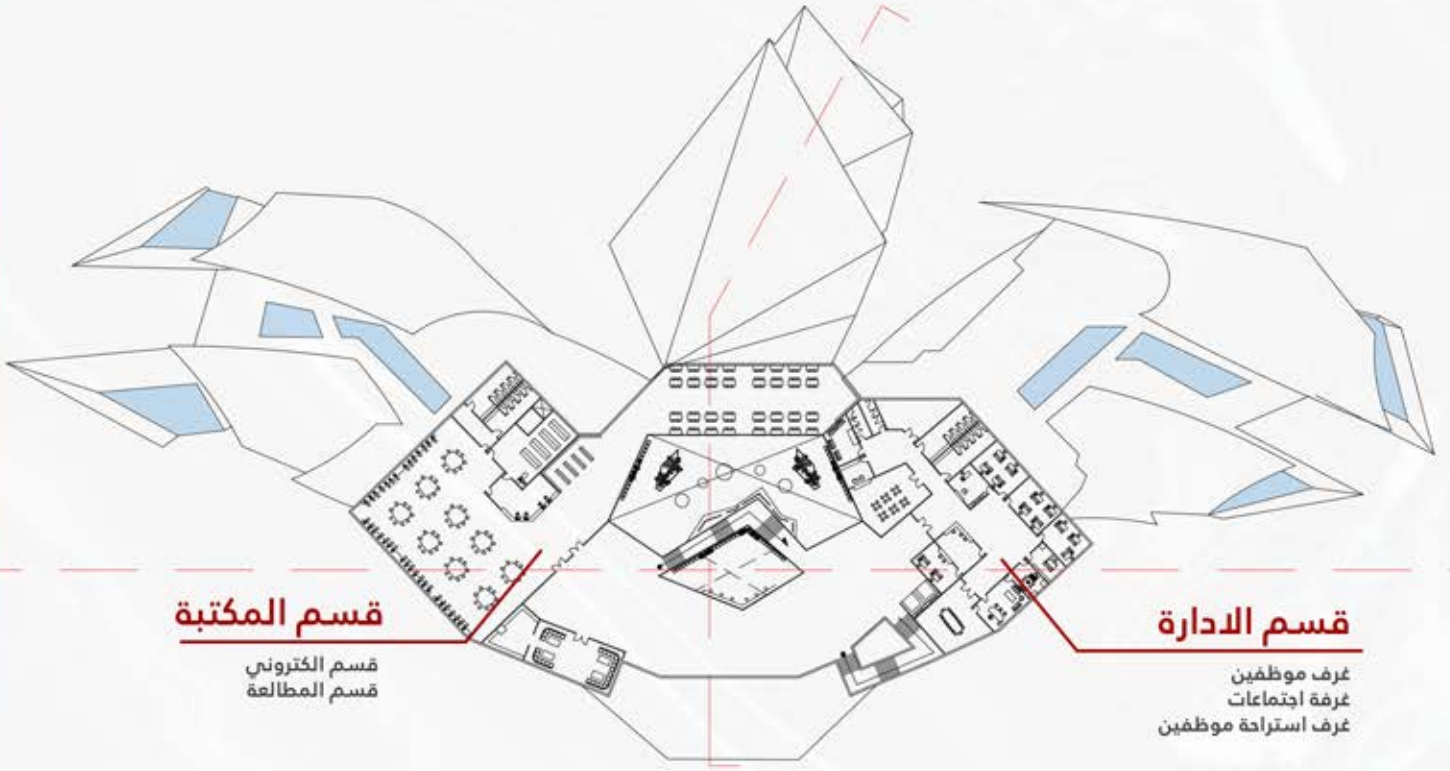 قسم المكتبة
قسم الكتروني
قسم المطالعة
قسم الادارة
غرف موظفين
غرفة اجتماعات
غرف استراحة موظفين